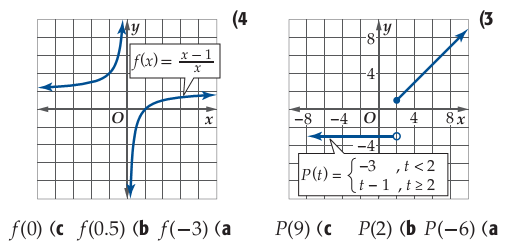 (3
y
8
4
-8 -4 O 4 8 x
-4
P(t) = { -3 , t < 2
t - 1 , t ≥ 2
P(-6) (a P(2) (b P(9) (c
(4
y
f(x) = x - 1 / x
O x
f(-3) (a f(0.5) (b f(0) (c